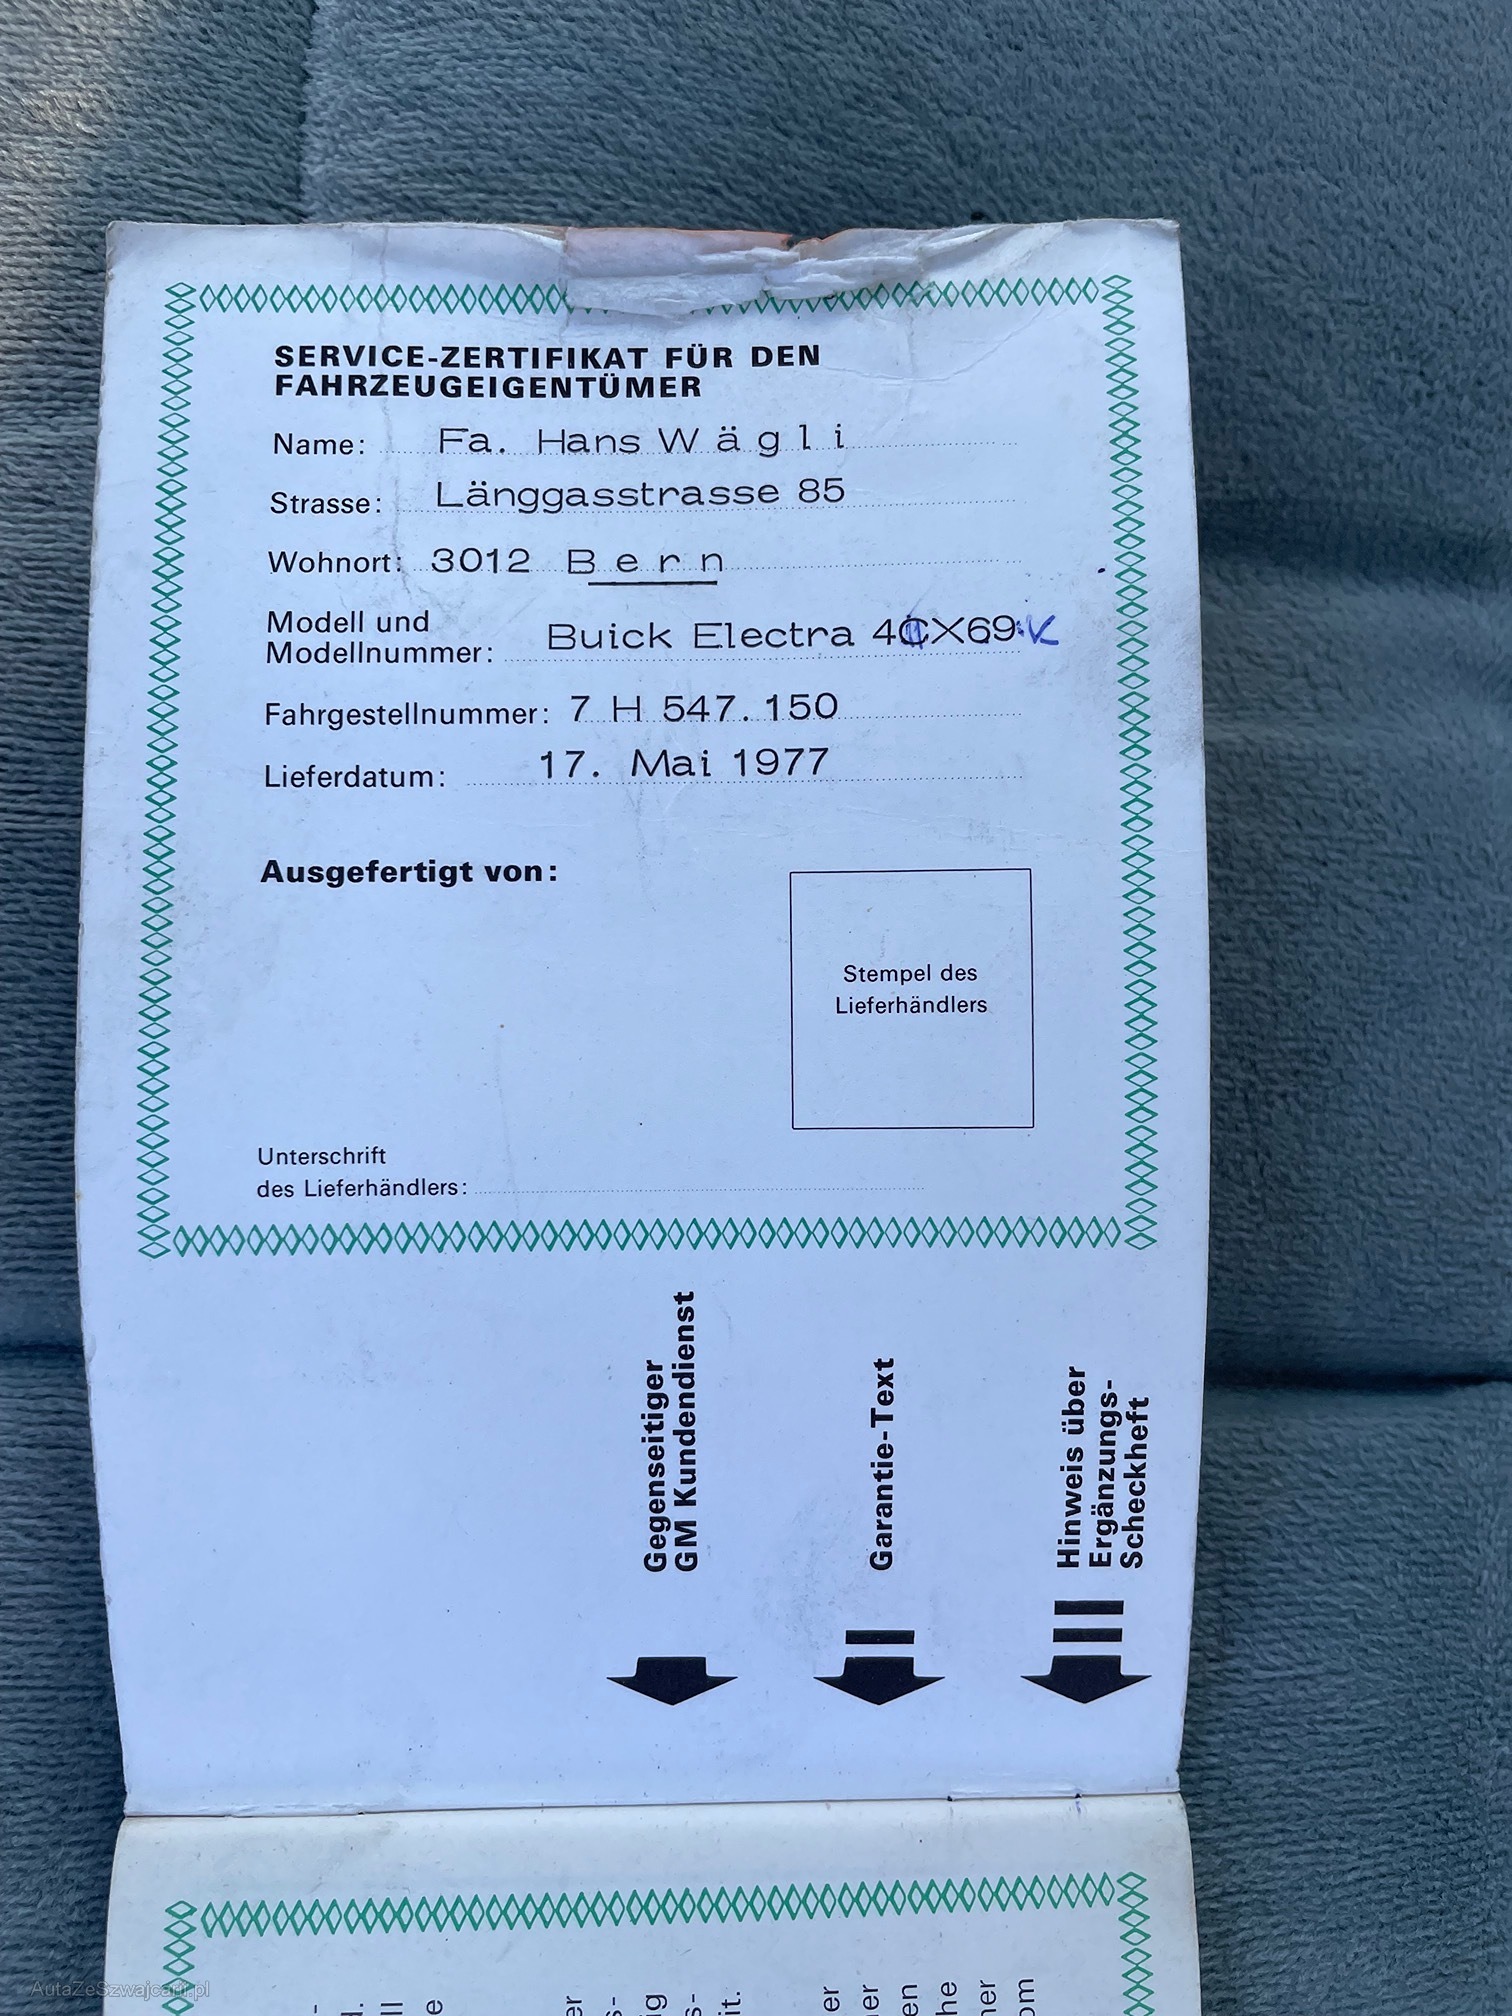 SERVICE-ZERTIFIKAT FÜR DEN
FAHRZEUGEIGENTÜMER
Name: Fa. Hans Wägli
Strasse: Länggasstrasse 85
Wohnort: 3012 Bern
Modell und
Modellnummer: Buick Electra 4CX69 K
Fahrgestellnummer: 7 H 547.150
Lieferdatum: 17. Mai 1977
Ausgefertigt von:
Stempel des
Lieferhändlers
Unterschrift
des Lieferhändlers:
Gegenseitiger
GM Kundendienst
Garantie-Text
Hinweis über
Ergänzungs-
Scheckheft
AutaZeSzwajcarii.pl